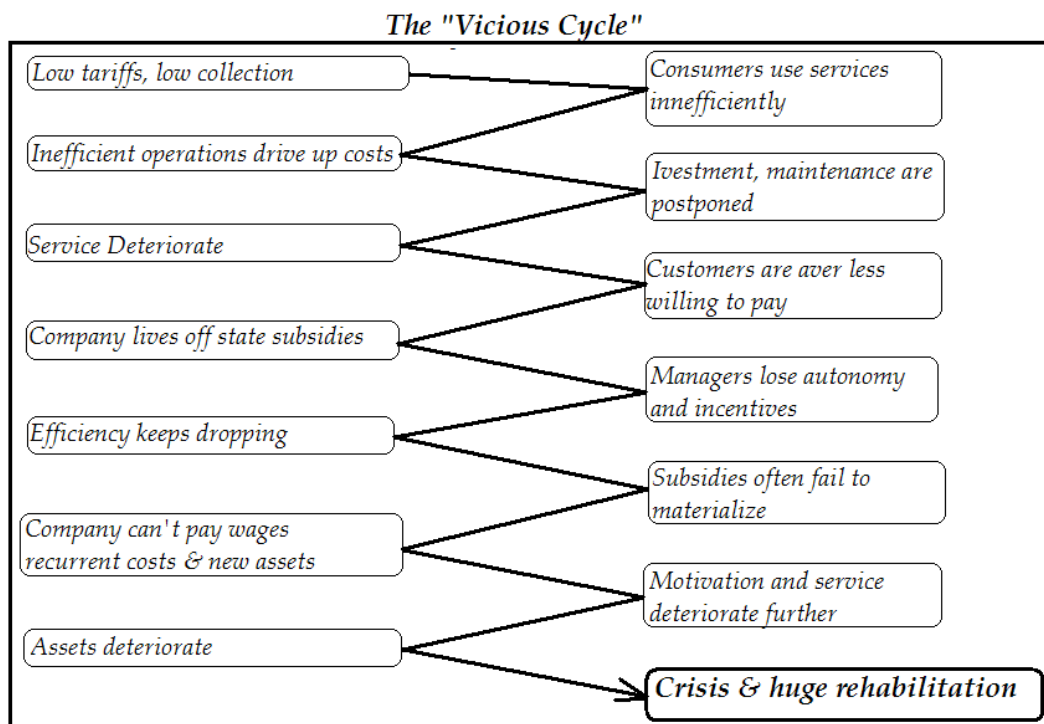 The "Vicious Cycle"
Low tariffs, low collection
Consumers use services
innefficiently
Inefficient operations drive up costs
Ivestment, maintenance are
postponed
Service Deteriorate
Customers are aver less
willing to pay
Company lives off state subsidies
Managers lose autonomy
and incentives
Efficiency keeps dropping
Subsidies often fail to
materialize
Company can't pay wages
recurrent costs & new assets
Motivation and service
deteriorate further
Assets deteriorate
Crisis & huge rehabilitation